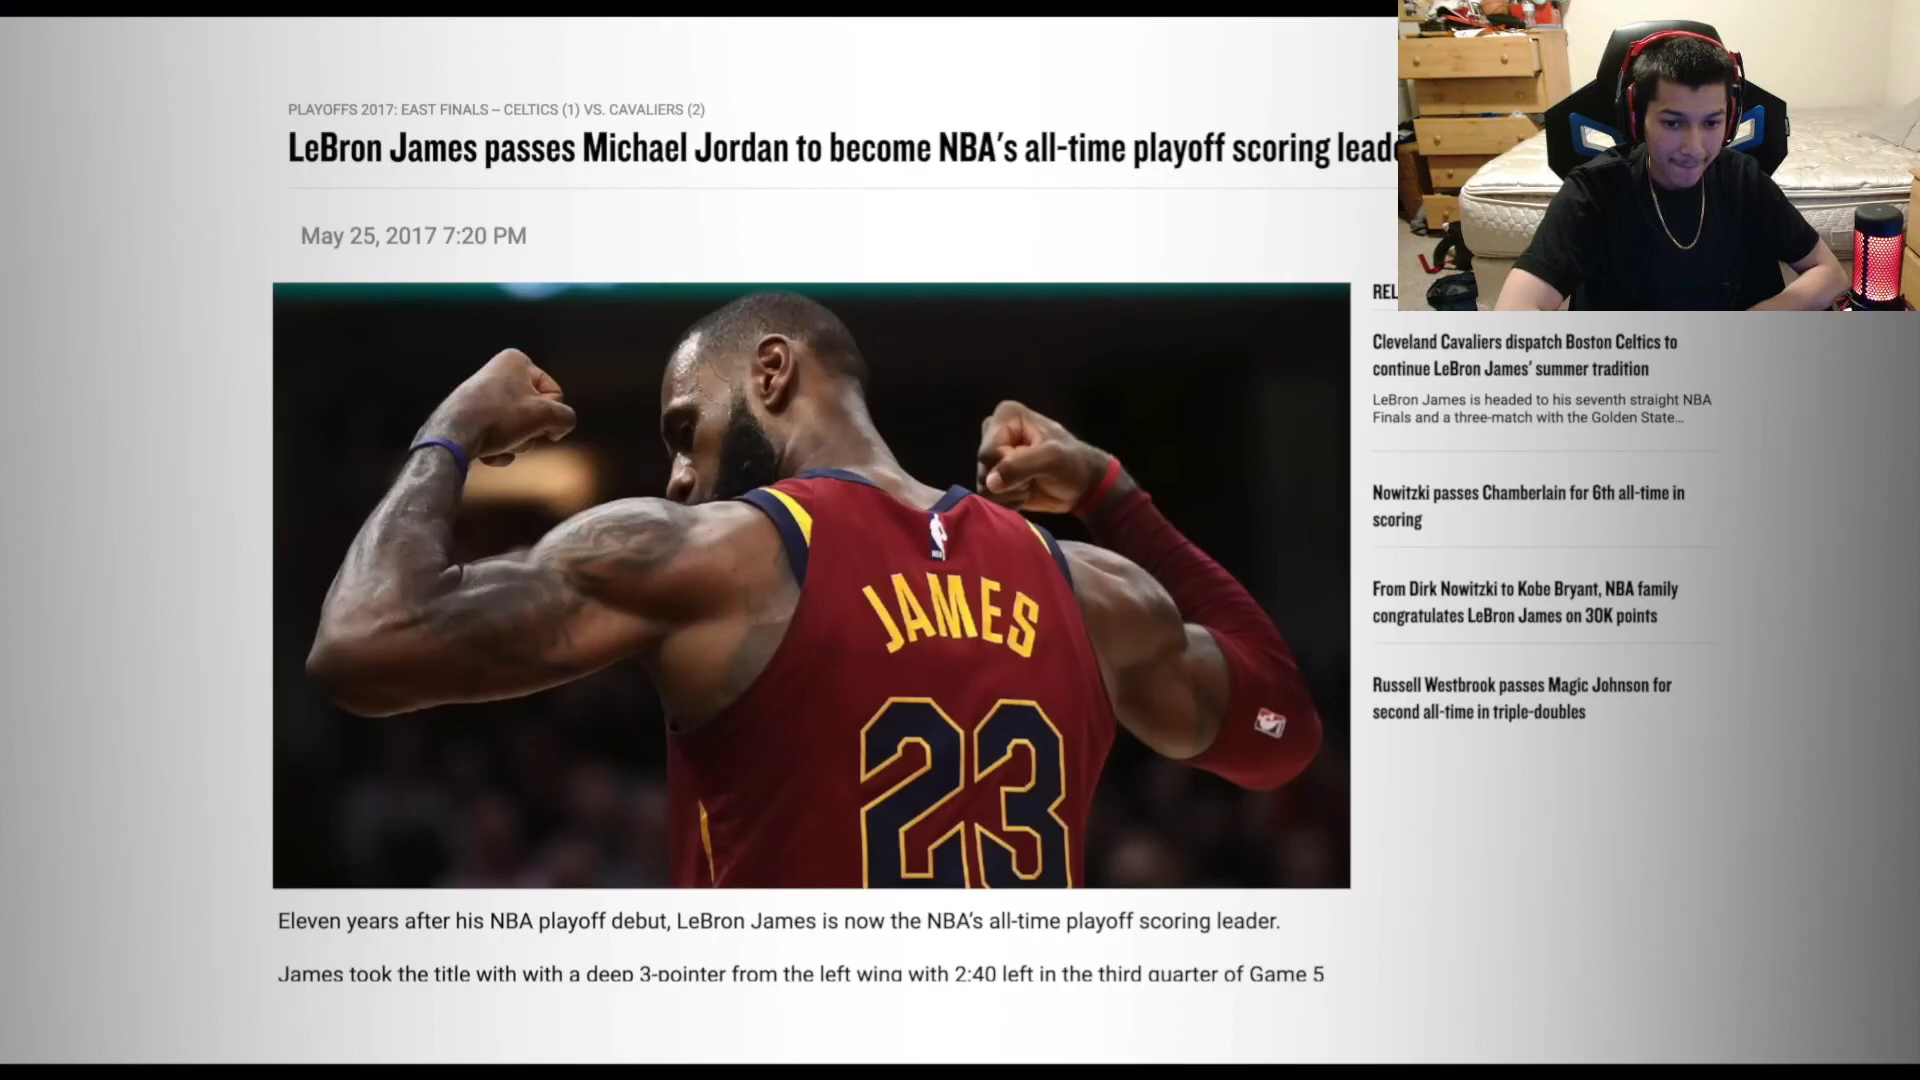 PLAYOFFS 2017: EAST FINALS -- CELTICS (1) VS. CAVALIERS (2)
LeBron James passes Michael Jordan to become NBA's all-time playoff scoring
May 25, 2017 7:20 PM
JAMES
23
Eleven years after his NBA playoff debut, LeBron James is now the NBA's all-time playoff scoring leader.
James took the title with with a deep 3-pointer from the left wing with 2:40 left in the third quarter of Game 5
REL
Cleveland Cavaliers dispatch Boston Celtics to
continue LeBron James' summer tradition
LeBron James is headed to his seventh straight NBA
Finals and a three-match with the Golden State...
Nowitzki passes Chamberlain for 6th all-time in
scoring
From Dirk Nowitzki to Kobe Bryant, NBA family
congratulates LeBron James on 30K points
Russell Westbrook passes Magic Johnson for
second all-time in triple-doubles